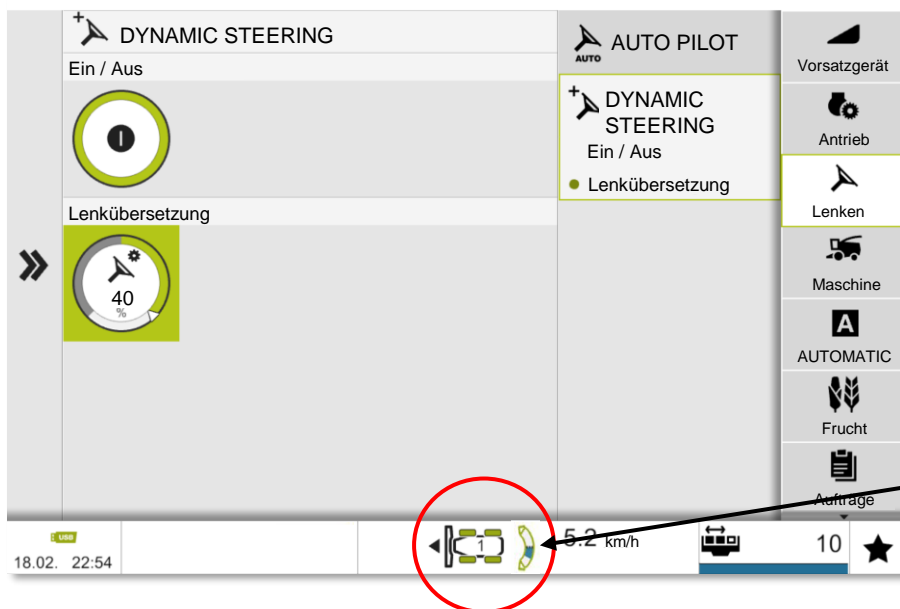 DYNAMIC STEERING
Ein / Aus
Lenkübersetzung
40
%
AUTO PILOT
AUTO
DYNAMIC
STEERING
Ein / Aus
Lenkübersetzung
Vorsatzgerät
Antrieb
Lenken
Maschine
A
AUTOMATIC
Frucht
Aufträge
USB
18.02. 22:54
1
5.2 km/h
10